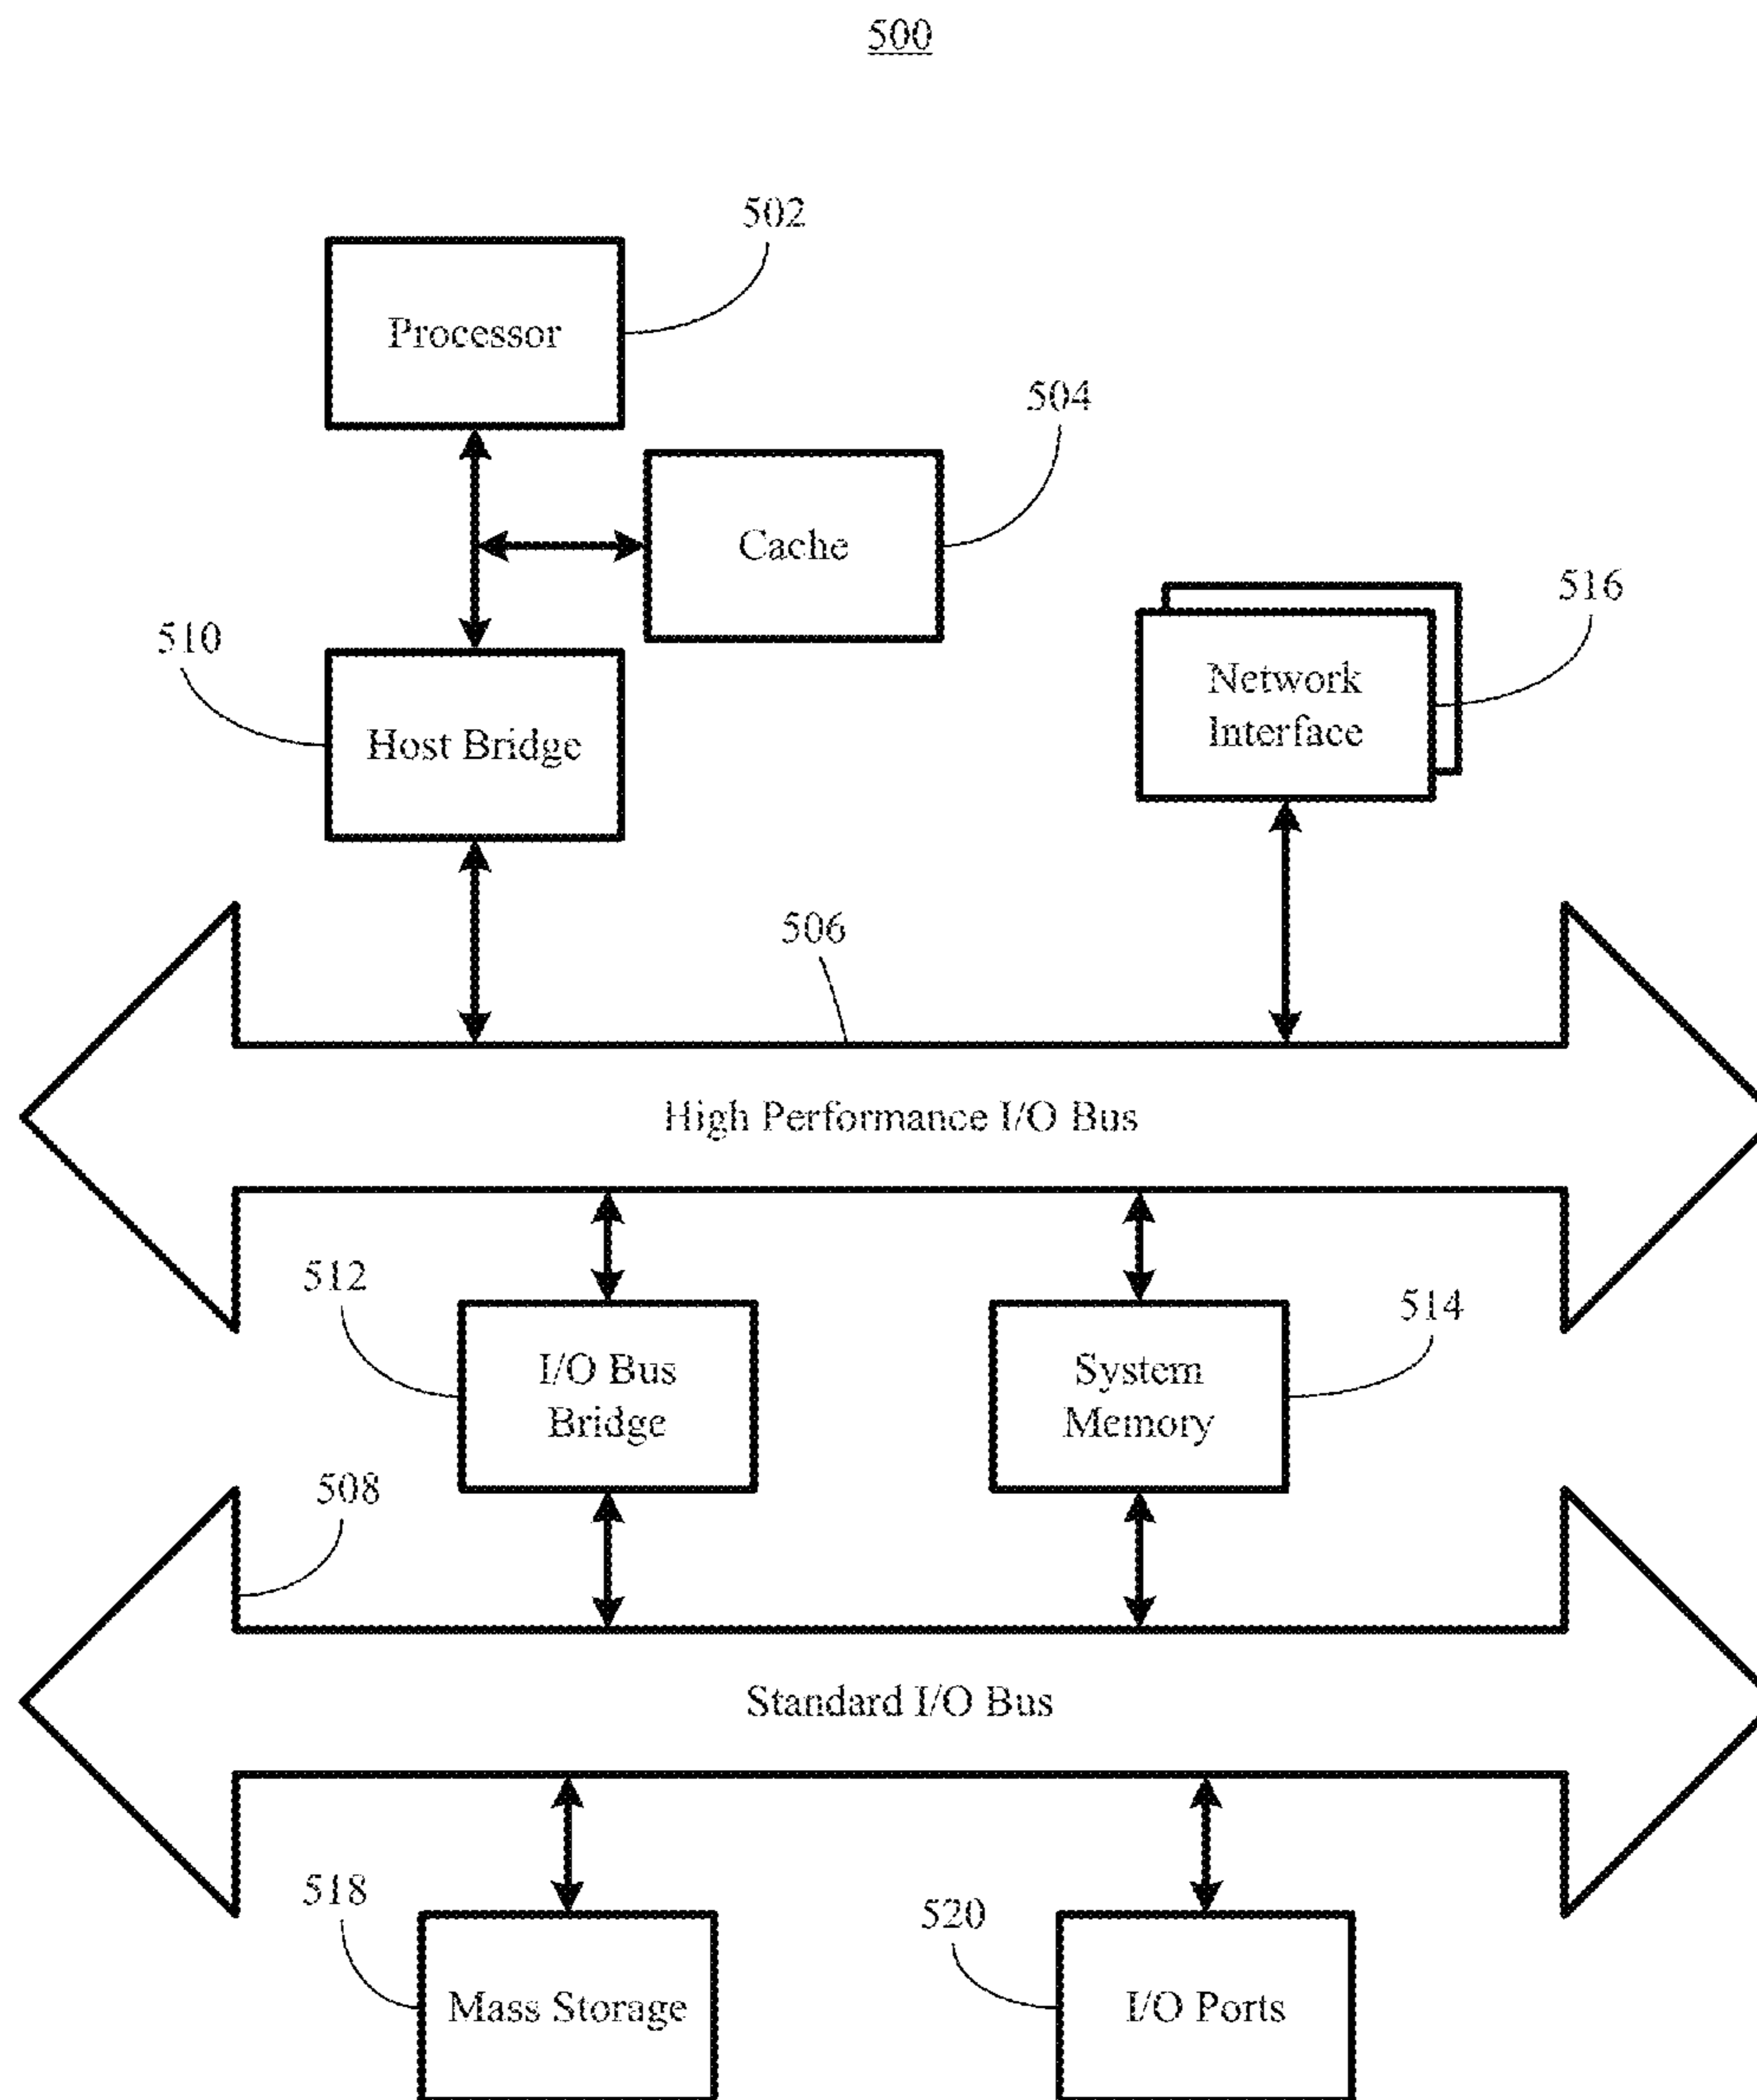 500
502
Processor
504
Cache
516
510
Network
Interface
Host Bridge
506
High Performance I/O Bus
512
514
I/O Bus
Bridge
System
Memory
508
Standard I/O Bus
518
520
Mass Storage
I/O Ports